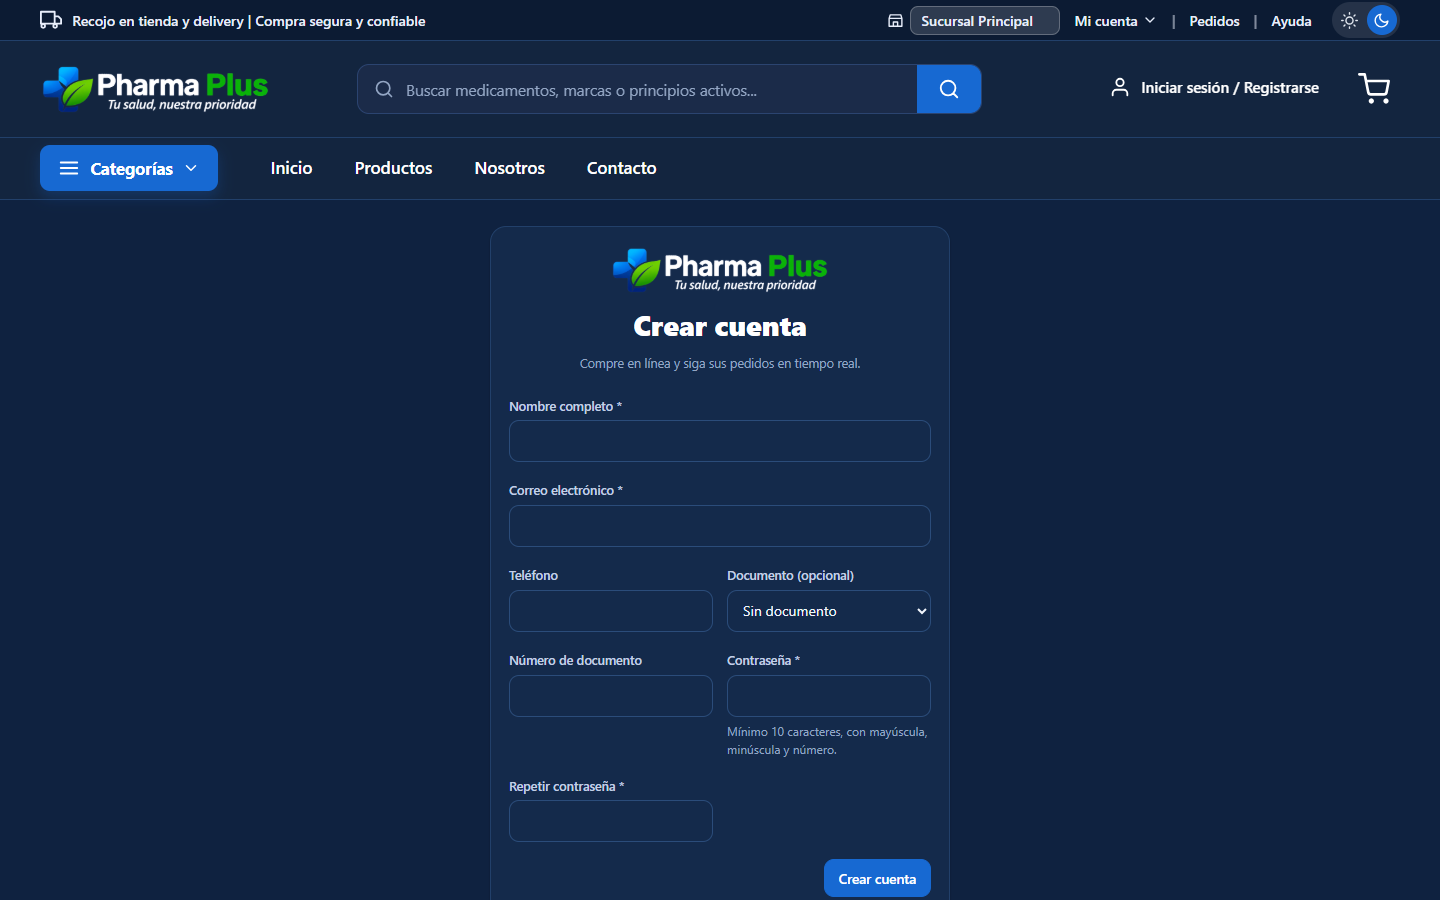 Recojo en tienda y delivery | Compra segura y confiable
Sucursal Principal
Mi cuenta
|
Pedidos
|
Ayuda
Pharma Plus
Tu salud, nuestra prioridad
Buscar medicamentos, marcas o principios activos...
Iniciar sesión / Registrarse
Categorías
Inicio
Productos
Nosotros
Contacto
Pharma Plus
Tu salud, nuestra prioridad
Crear cuenta
Compre en línea y siga sus pedidos en tiempo real.
Nombre completo *
Correo electrónico *
Teléfono
Documento (opcional)
Sin documento
Número de documento
Contraseña *
Mínimo 10 caracteres, con mayúscula,
minúscula y número.
Repetir contraseña *
Crear cuenta